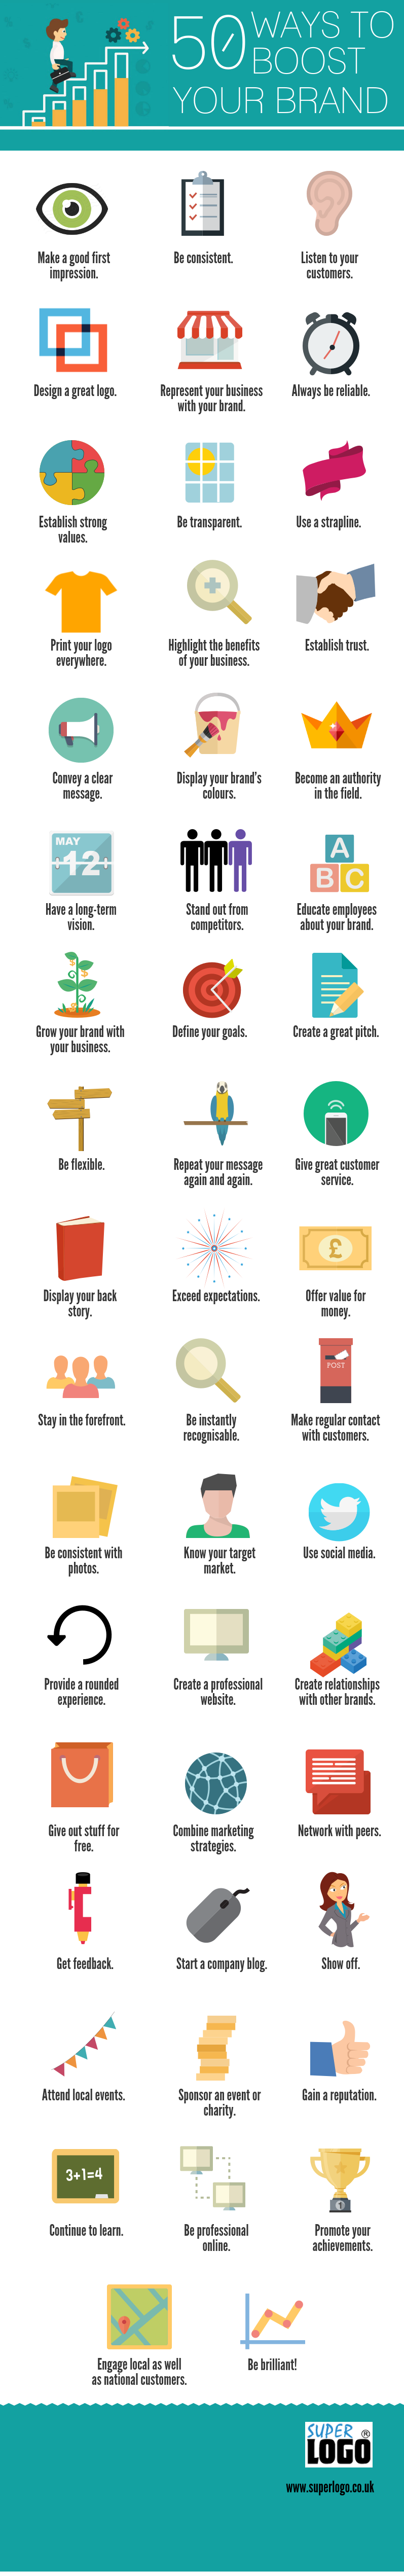 50 WAYS TO
BOOST
YOUR BRAND
Make a good first
impression.
Be consistent.
Listen to your
customers.
Design a great logo.
Represent your business
with your brand.
Always be reliable.
Establish strong
values.
Be transparent.
Use a strapline.
Print your logo
everywhere.
Highlight the benefits
of your business.
Establish trust.
Convey a clear
message.
Display your brand's
colours.
Become an authority
in the field.
MAY
12
Have a long-term
vision.
Stand out from
competitors.
A
B C
Educate employees
about your brand.
Grow your brand with
your business.
Define your goals.
Create a great pitch.
Be flexible.
Repeat your message
again and again.
Give great customer
service.
Display your back
story.
Exceed expectations.
£
Offer value for
money.
Stay in the forefront.
Be instantly
recognisable.
POST
Make regular contact
with customers.
Be consistent with
photos.
Know your target
market.
Use social media.
Provide a rounded
experience.
Create a professional
website.
Create relationships
with other brands.
Give out stuff for
free.
Combine marketing
strategies.
Network with peers.
Get feedback.
Start a company blog.
Show off.
Attend local events.
Sponsor an event or
charity.
Gain a reputation.
3+1=4
Continue to learn.
Be professional
online.
1
Promote your
achievements.
Engage local as well
as national customers.
Be brilliant!
SUPER ®
LOGO
www.superlogo.co.uk